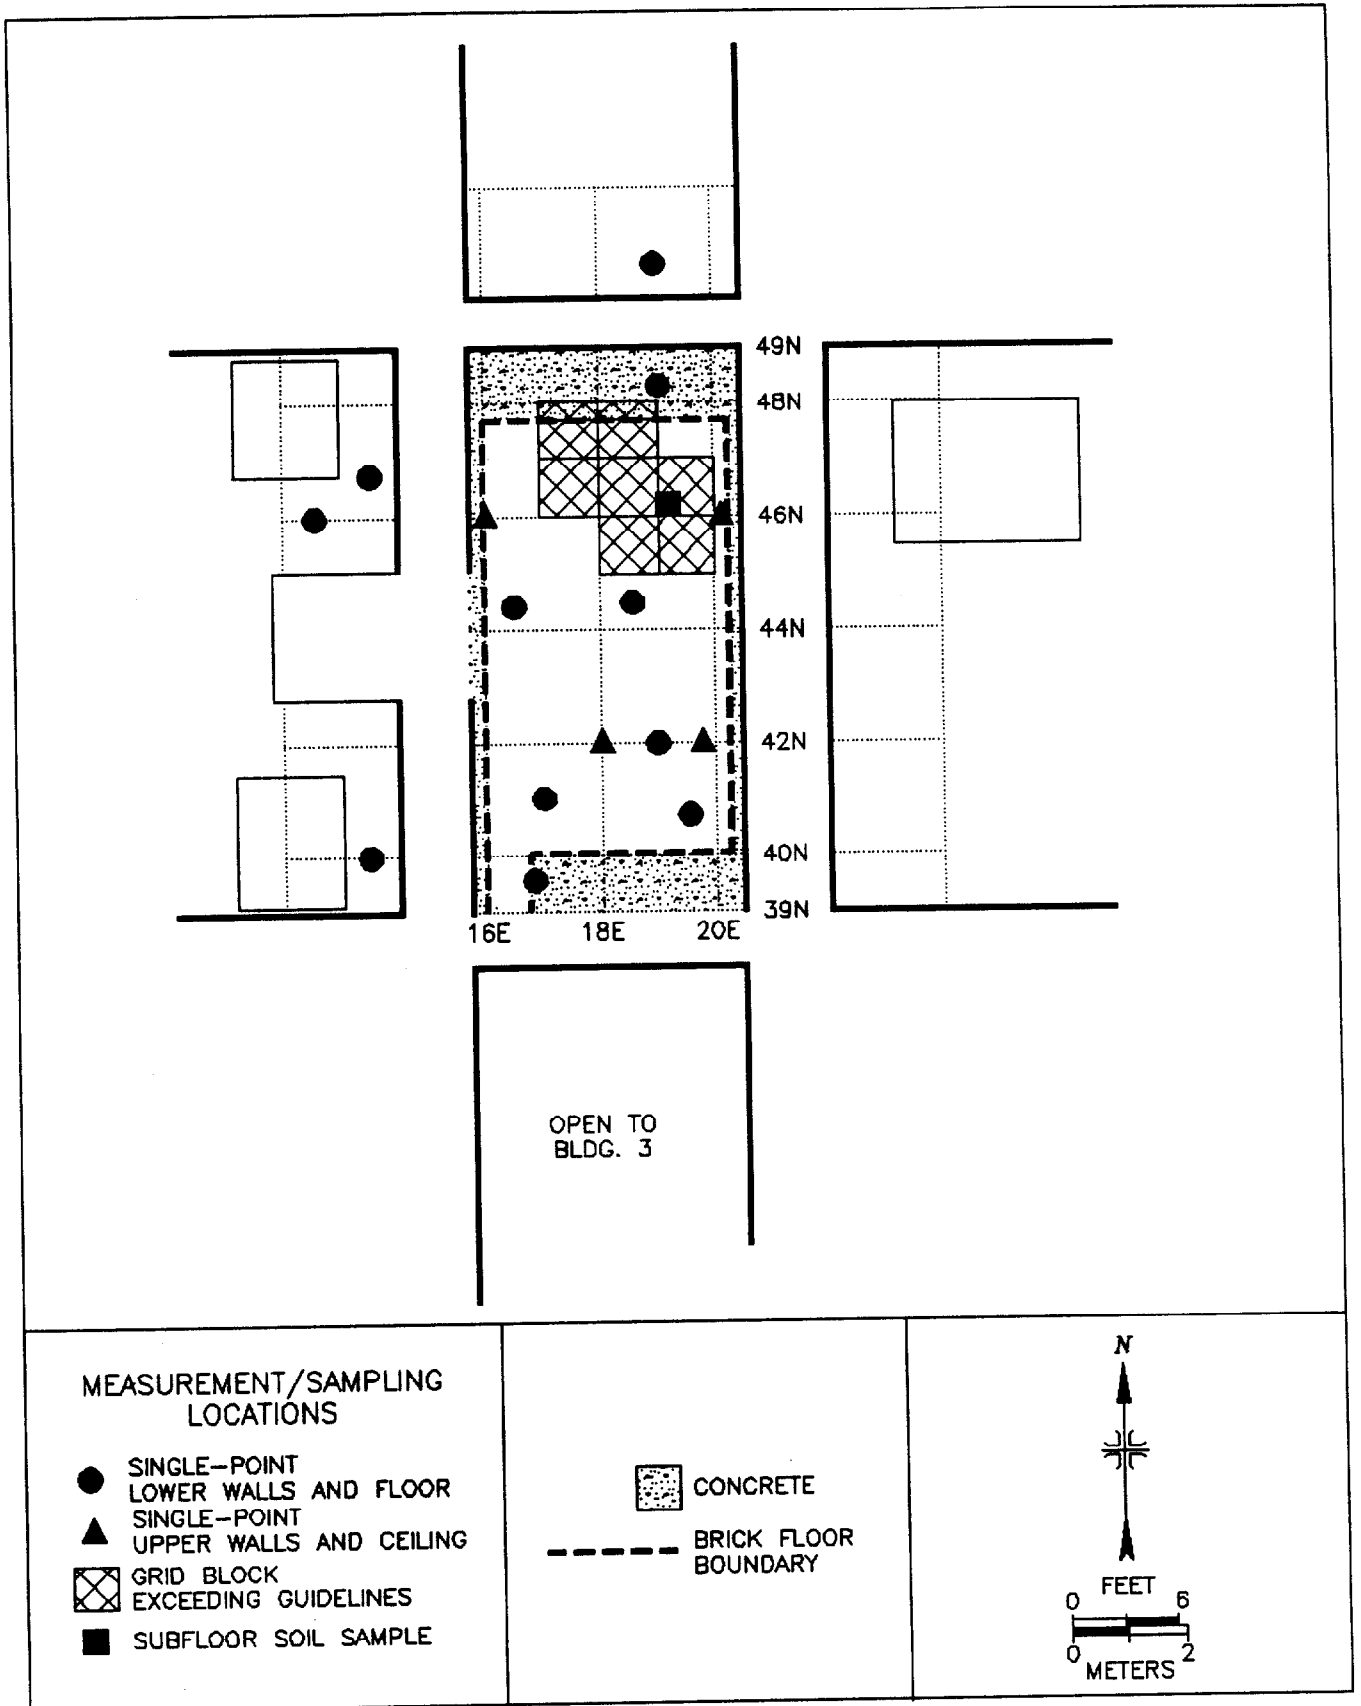 49N
48N
46N
44N
42N
40N
39N
16E 18E 20E
OPEN TO
BLDG. 3
MEASUREMENT/SAMPLING
LOCATIONS
SINGLE-POINT
LOWER WALLS AND FLOOR
SINGLE-POINT
UPPER WALLS AND CEILING
GRID BLOCK
EXCEEDING GUIDELINES
SUBFLOOR SOIL SAMPLE
CONCRETE
BRICK FLOOR
BOUNDARY
N
FEET
0 6
0 2
METERS